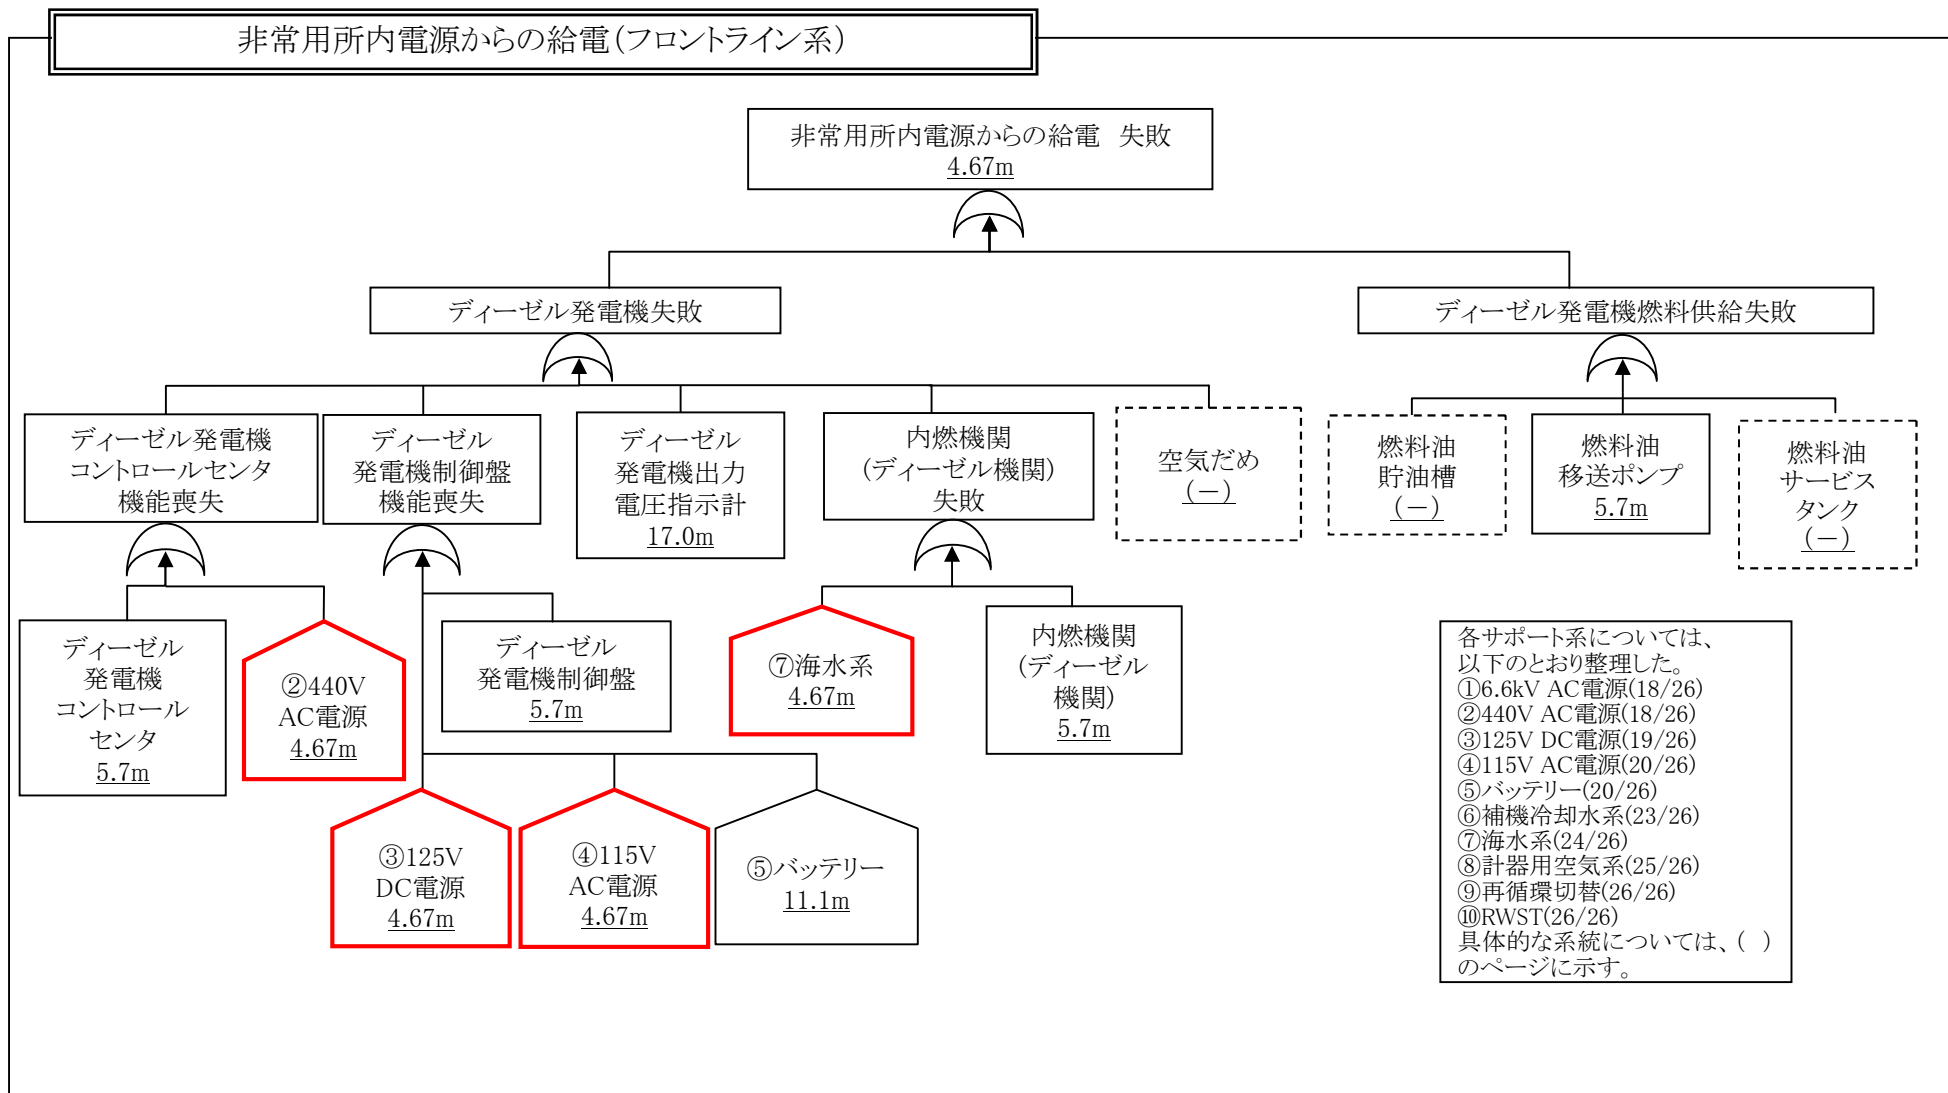 非常用所内電源からの給電(フロントライン系)
非常用所内電源からの給電　失敗
4.67m
ディーゼル発電機失敗
ディーゼル発電機燃料供給失敗
ディーゼル発電機
コントロールセンタ
機能喪失
ディーゼル
発電機制御盤
機能喪失
ディーゼル
発電機出力
電圧指示計
17.0m
内燃機関
(ディーゼル機関)
失敗
空気だめ
(－)
燃料油
貯油槽
(－)
燃料油
移送ポンプ
5.7m
燃料油
サービス
タンク
(－)
ディーゼル
発電機
コントロール
センタ
5.7m
②440V
AC電源
4.67m
ディーゼル
発電機制御盤
5.7m
⑦海水系
4.67m
内燃機関
(ディーゼル
機関)
5.7m
③125V
DC電源
4.67m
④115V
AC電源
4.67m
⑤バッテリー
11.1m
各サポート系については、
以下のとおり整理した。
①6.6kV AC電源(18/26)
②440V AC電源(18/26)
③125V DC電源(19/26)
④115V AC電源(20/26)
⑤バッテリー(20/26)
⑥補機冷却水系(23/26)
⑦海水系(24/26)
⑧計器用空気系(25/26)
⑨再循環切替(26/26)
⑩RWST(26/26)
具体的な系統については、(　)
のページに示す。